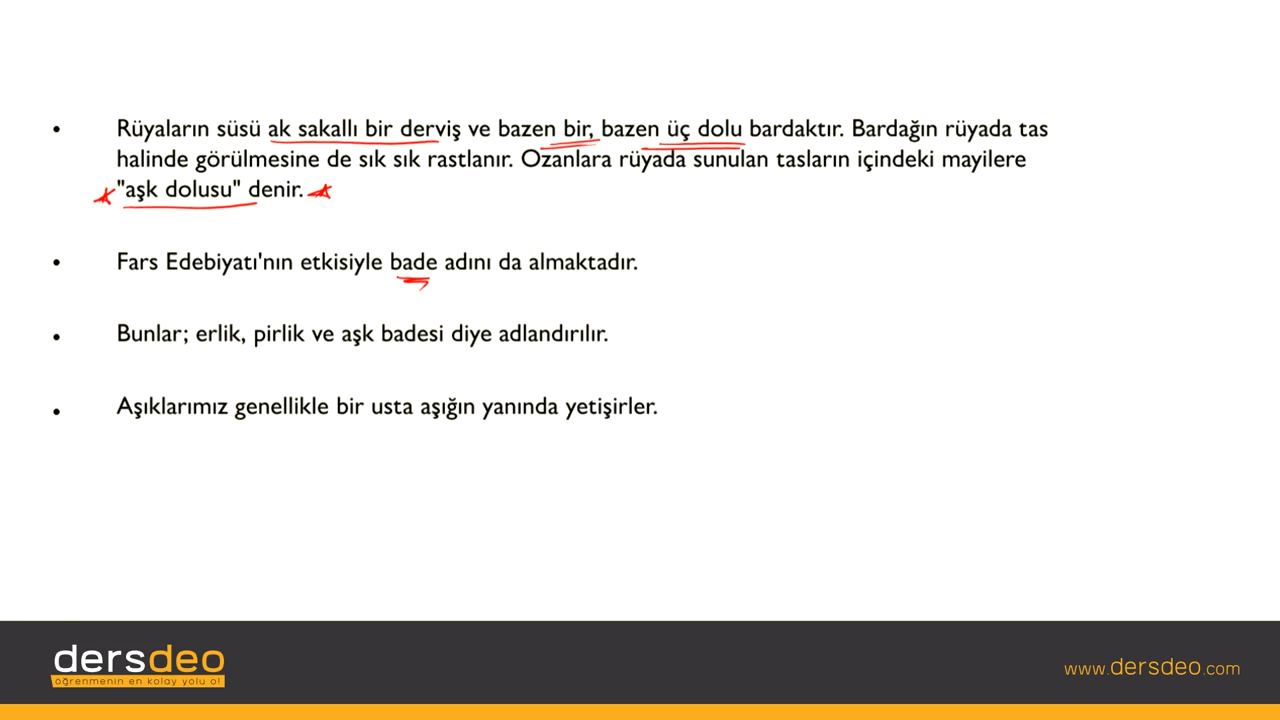 • Rüyaların süsü ak sakallı bir derviş ve bazen bir, bazen üç dolu bardaktır. Bardağın rüyada tas
halinde görülmesine de sık sık rastlanır. Ozanlara rüyada sunulan tasların içindeki mayilere
"aşk dolusu" denir.
• Fars Edebiyatı'nın etkisiyle bade adını da almaktadır.
• Bunlar; erlik, pirlik ve aşk badesi diye adlandırılır.
• Aşıklarımız genellikle bir usta aşığın yanında yetişirler.
dersdeo
öğrenmenin en kolay yolu o!
www.dersdeo.com